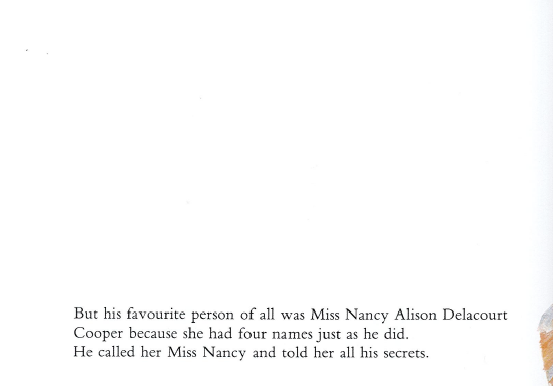 But his favourite person of all was Miss Nancy Alison Delacourt
Cooper because she had four names just as he did.
He called her Miss Nancy and told her all his secrets.